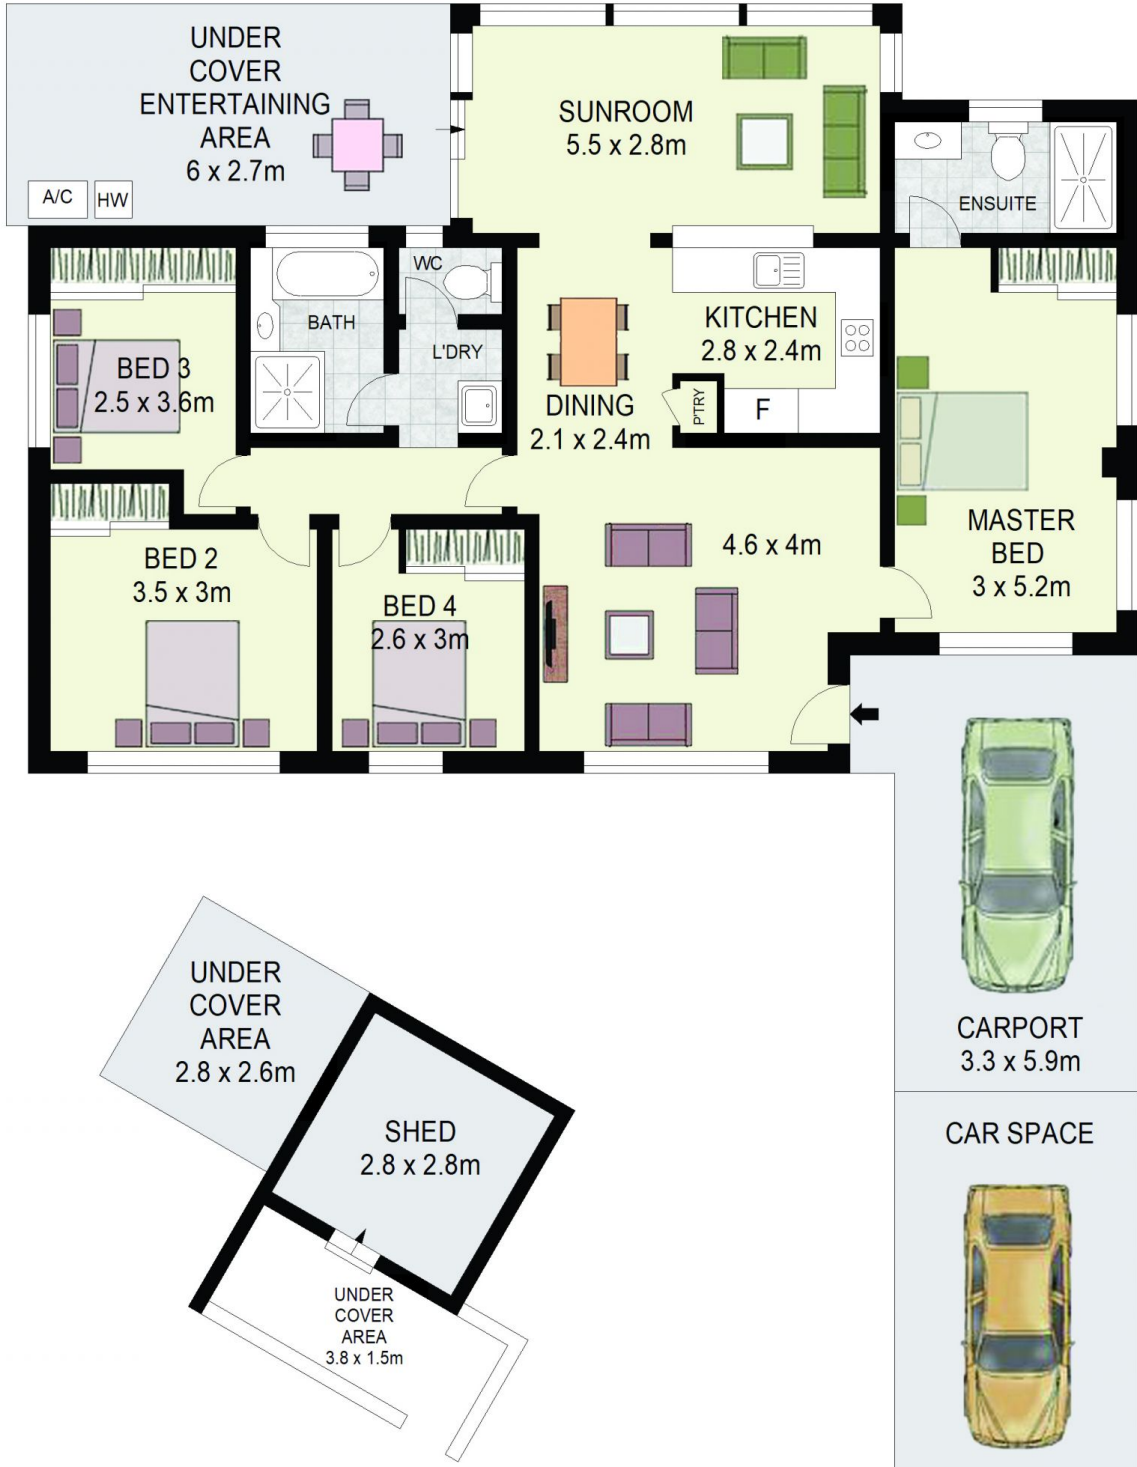 UNDER
COVER
ENTERTAINING
AREA
6 x 2.7m
A/C
HW
SUNROOM
5.5 x 2.8m
ENSUITE
WC
BATH
L'DRY
KITCHEN
2.8 x 2.4m
BED 3
2.5 x 3.6m
DINING
2.1 x 2.4m
P'TRY
F
MASTER
BED
3 x 5.2m
BED 2
3.5 x 3m
BED 4
2.6 x 3m
4.6 x 4m
UNDER
COVER
AREA
2.8 x 2.6m
CARPORT
3.3 x 5.9m
SHED
2.8 x 2.8m
CAR SPACE
UNDER
COVER
AREA
3.8 x 1.5m